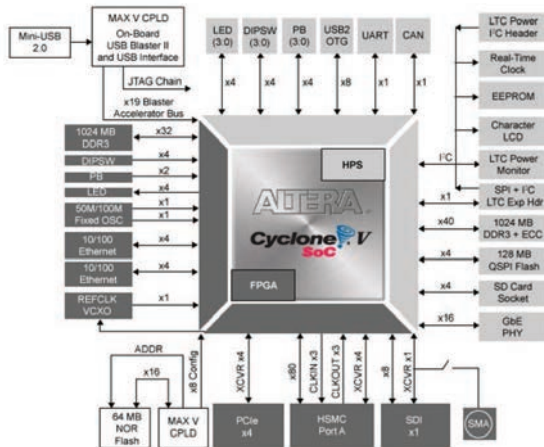 Mini-USB
2.0
MAX V CPLD
On-Board
USB Blaster II
and USB Interface
JTAG Chain
x19 Blaster
Accelerator Bus
LED
(3:0)
DIPSW
(3:0)
PB
(3:0)
USB2
OTG
UART
CAN
x4
x4
x4
x8
x1
x1
LTC Power
I²C Header
Real-Time
Clock
EEPROM
Character
LCD
I²C
LTC Power
Monitor
x1
SPI + I²C
LTC Exp Hdr
x40
1024 MB
DDR3 + ECC
x4
128 MB
QSPI Flash
x4
SD Card
Socket
x16
GbE
PHY
1024 MB
DDR3
x32
DIPSW
x4
PB
x2
LED
x4
50M/100M
Fixed OSC
x1
x1
10/100
Ethernet
x4
10/100
Ethernet
x4
REFCLK
VCXO
x1
HPS
ALTERA
Cyclone V
SoC
FPGA
ADDR
x16
x8 Config
64 MB
NOR
Flash
MAX V
CPLD
XCVR x4
PCIe
x4
x80
CLKIN x3
CLKOUT x3
XCVR x4
HSMC
Port A
x8
XCVR x1
SDI
x1
SMA